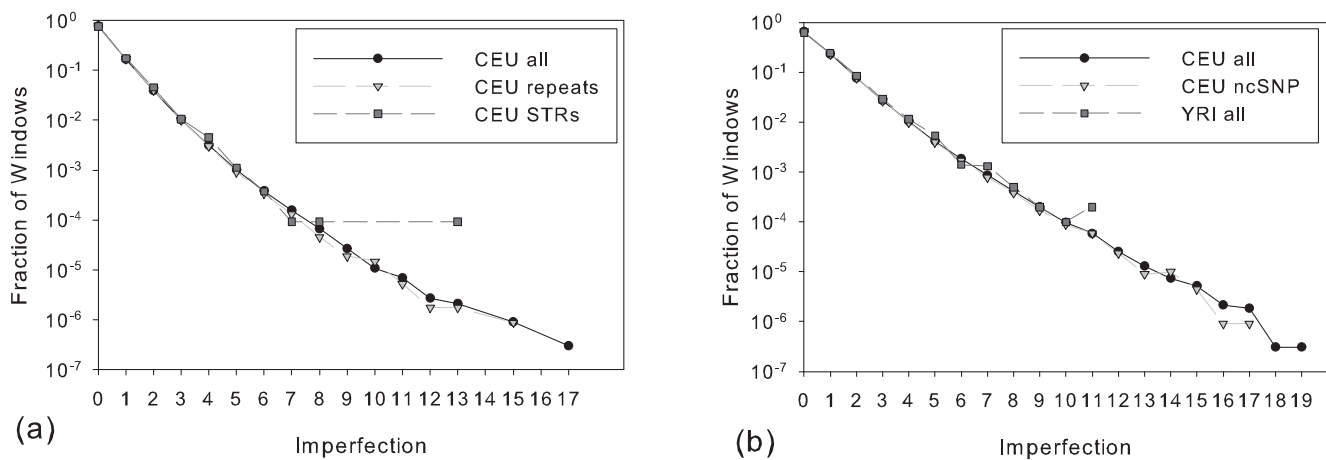 10⁰
10⁻¹
10⁻²
10⁻³
10⁻⁴
10⁻⁵
10⁻⁶
10⁻⁷
Fraction of Windows
CEU all
CEU repeats
CEU STRs
0 1 2 3 4 5 6 7 8 9 10 11 12 13 14 15 16 17
Imperfection
(a)
10⁰
10⁻¹
10⁻²
10⁻³
10⁻⁴
10⁻⁵
10⁻⁶
10⁻⁷
Fraction of Windows
CEU all
CEU ncSNP
YRI all
0 1 2 3 4 5 6 7 8 9 10 11 12 13 14 15 16 17 18 19
Imperfection
(b)